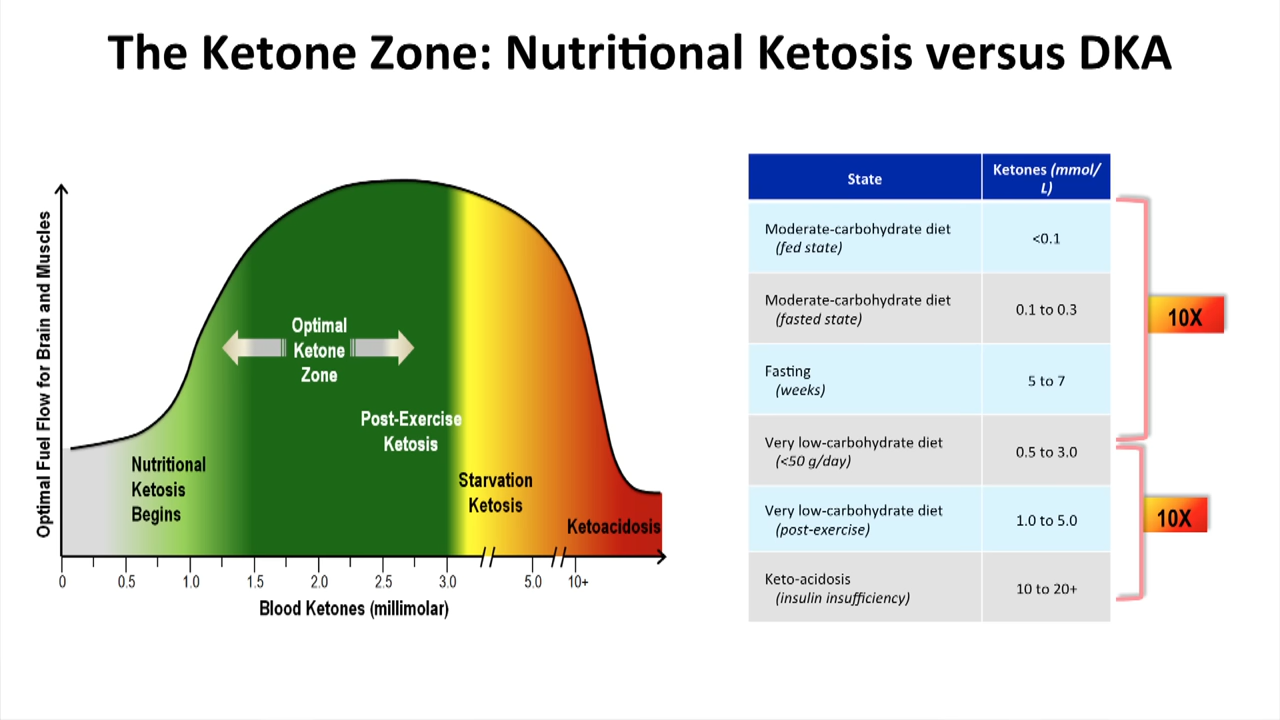 The Ketone Zone: Nutritional Ketosis versus DKA
Optimal Fuel Flow for Brain and Muscles
Optimal
Ketone
Zone
Post-Exercise
Ketosis
Nutritional
Ketosis
Begins
Starvation
Ketosis
Ketoacidosis
0 0.5 1.0 1.5 2.0 2.5 3.0 5.0 10+
Blood Ketones (millimolar)
State
Ketones (mmol/
L)
Moderate-carbohydrate diet
(fed state)
<0.1
Moderate-carbohydrate diet
(fasted state)
0.1 to 0.3
Fasting
(weeks)
5 to 7
Very low-carbohydrate diet
(<50 g/day)
0.5 to 3.0
Very low-carbohydrate diet
(post-exercise)
1.0 to 5.0
Keto-acidosis
(insulin insufficiency)
10 to 20+
10X
10X